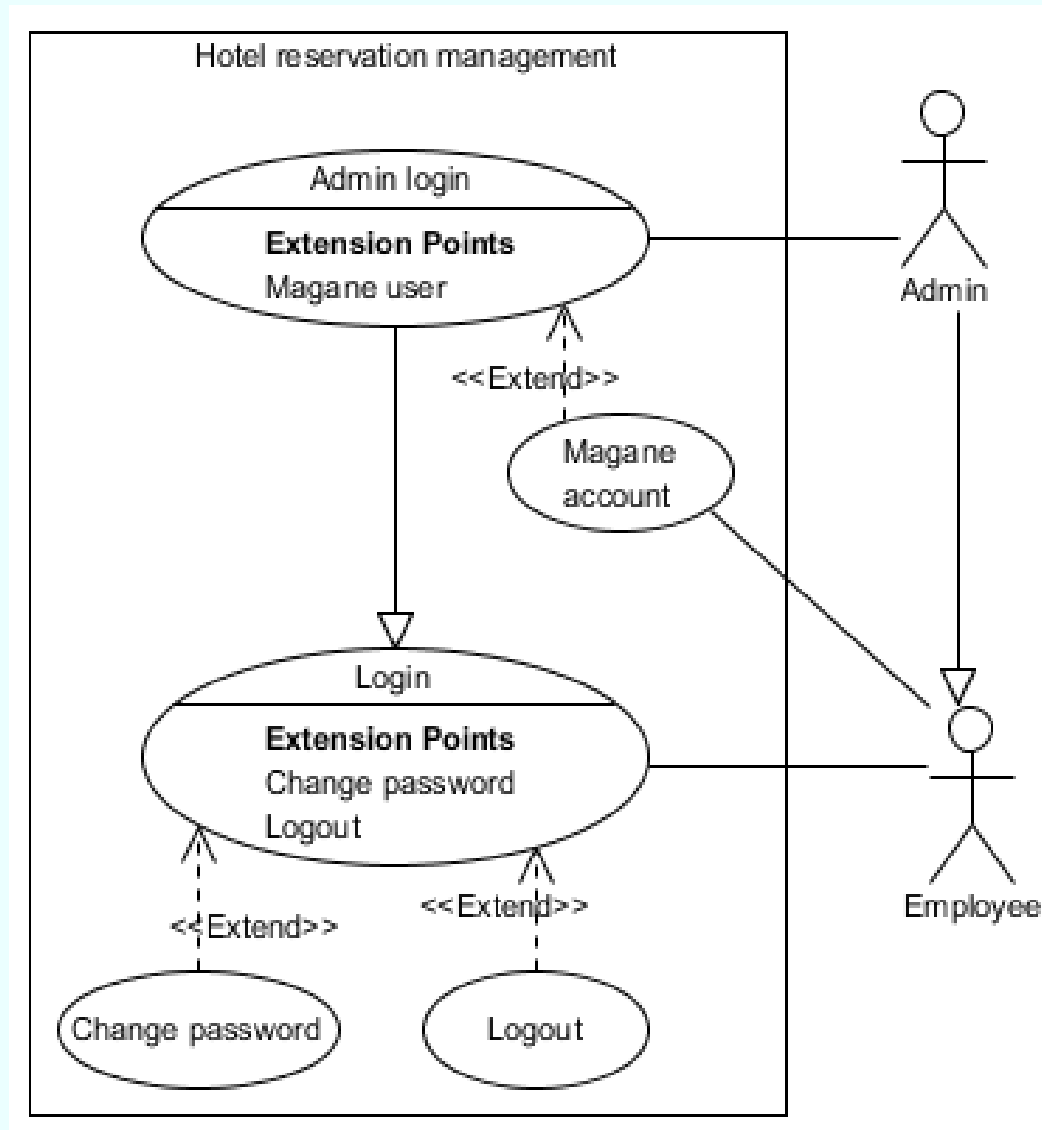 Hotel reservation management
Admin login
Extension Points
Magane user
Admin
<<Extend>>
Magane
account
Login
Extension Points
Change password
Logout
Employee
<<Extend>>
<<Extend>>
Change password
Logout